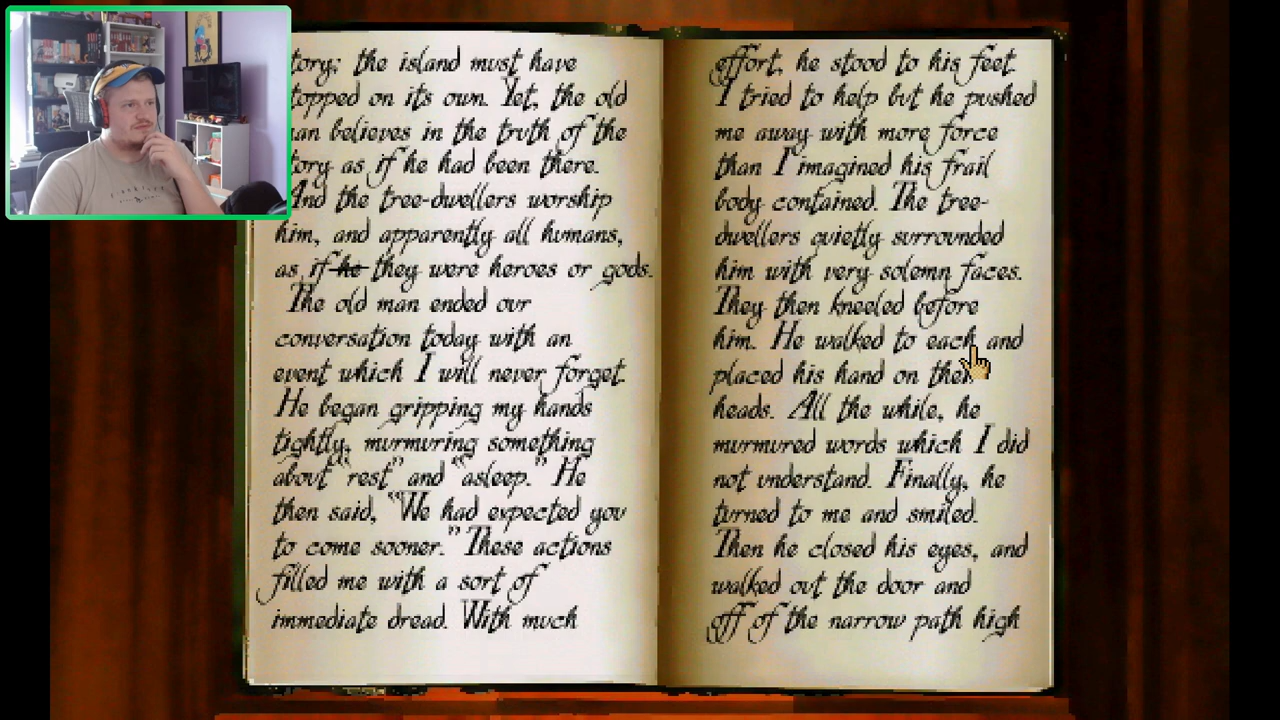 tory; the island must have
topped on its own. Yet, the old
an believes in the truth of the
tory as if he had been there.
And the tree-dwellers worship
him, and apparently all humans,
as if he they were heroes or gods.
The old man ended our
conversation today with an
event which I will never forget.
He began gripping my hands
tightly, murmuring something
about "rest" and "asleep." He
then said, "We had expected you
to come sooner." These actions
filled me with a sort of
immediate dread. With much
effort, he stood to his feet
I tried to help but he pushed
me away with more force
than I imagined his frail
body contained. The tree-
dwellers quietly surrounded
him with very solemn faces.
They then kneeled before
him. He walked to each and
placed his hand on their
heads. All the while, he
murmured words which I did
not understand. Finally, he
turned to me and smiled.
Then he closed his eyes, and
walked out the door and
off of the narrow path high